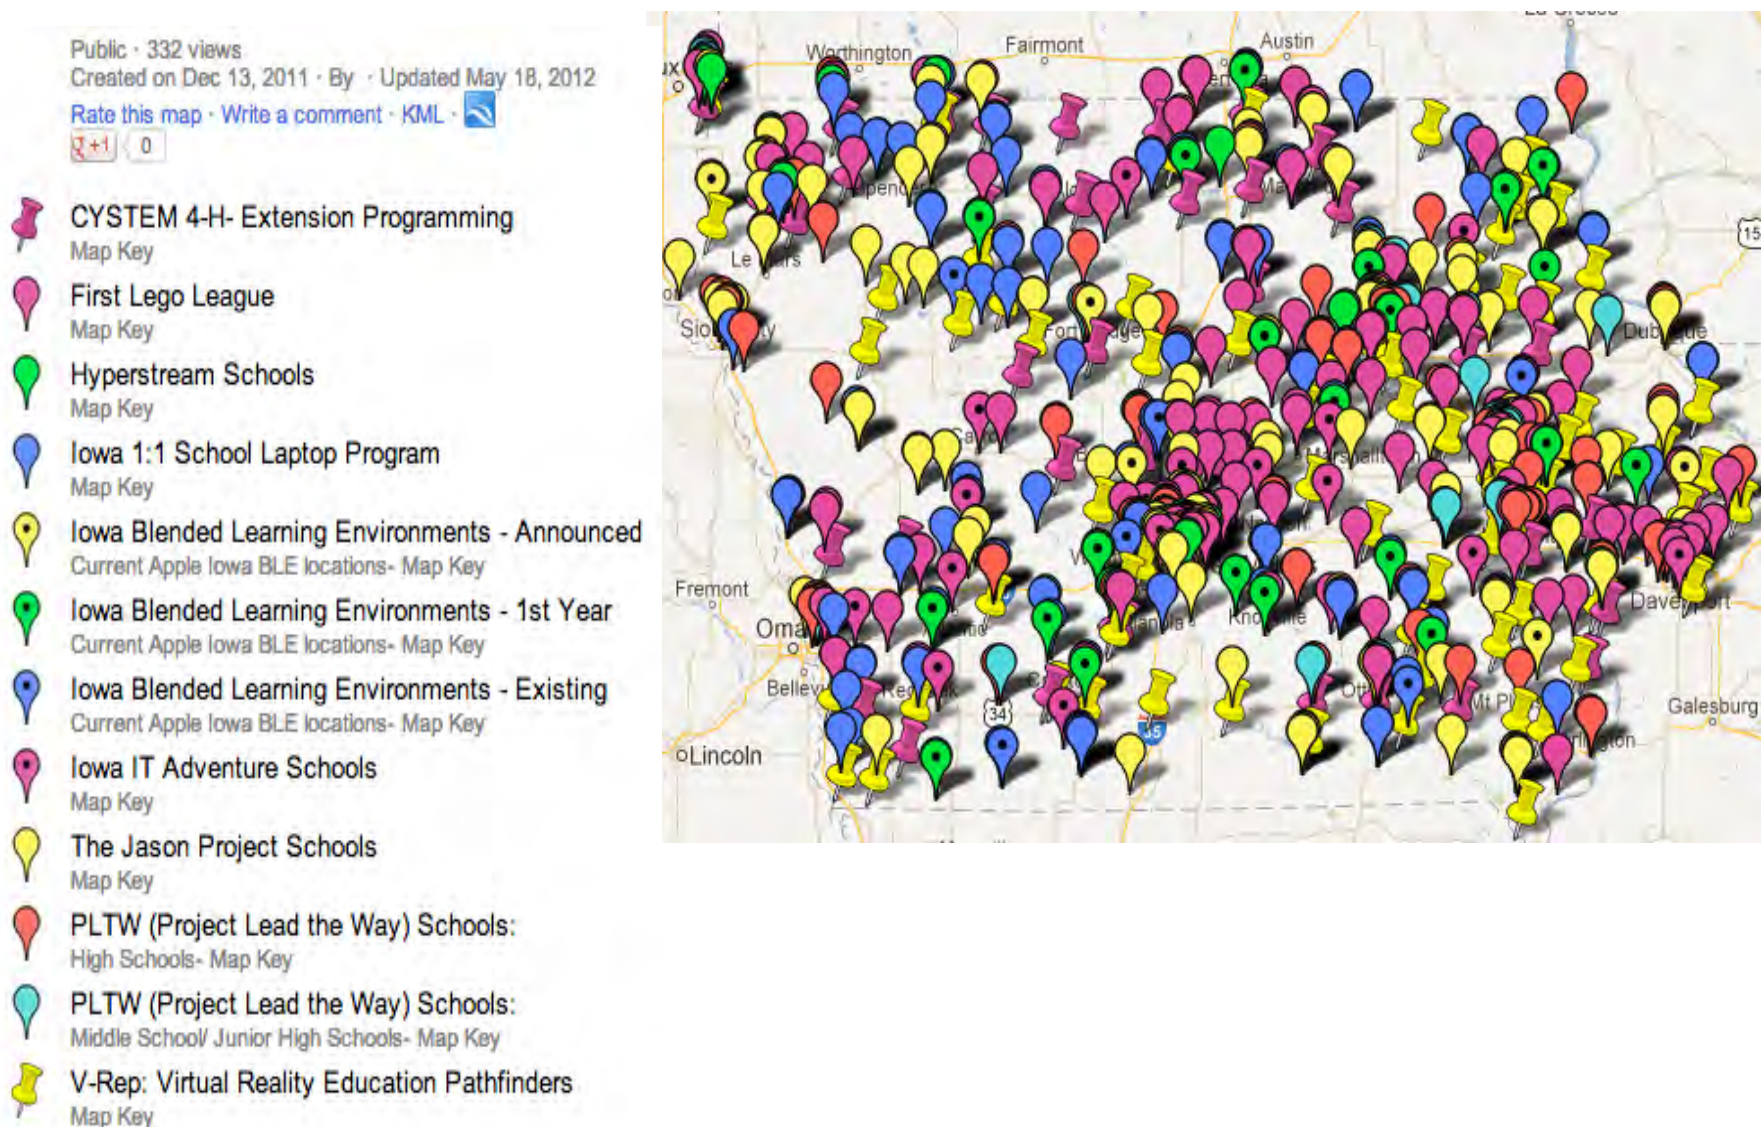 Public · 332 views
Created on Dec 13, 2011 · By · Updated May 18, 2012
Rate this map · Write a comment · KML ·
+1 0
CYSTEM 4-H- Extension Programming
Map Key
First Lego League
Map Key
Hyperstream Schools
Map Key
Iowa 1:1 School Laptop Program
Map Key
Iowa Blended Learning Environments - Announced
Current Apple Iowa BLE locations- Map Key
Iowa Blended Learning Environments - 1st Year
Current Apple Iowa BLE locations- Map Key
Iowa Blended Learning Environments - Existing
Current Apple Iowa BLE locations- Map Key
Iowa IT Adventure Schools
Map Key
The Jason Project Schools
Map Key
PLTW (Project Lead the Way) Schools:
High Schools- Map Key
PLTW (Project Lead the Way) Schools:
Middle School/ Junior High Schools- Map Key
V-Rep: Virtual Reality Education Pathfinders
Map Key
Worthington
Fairmont
Austin
15
Fremont
Davenport
34
35
Galesburg
Lincoln